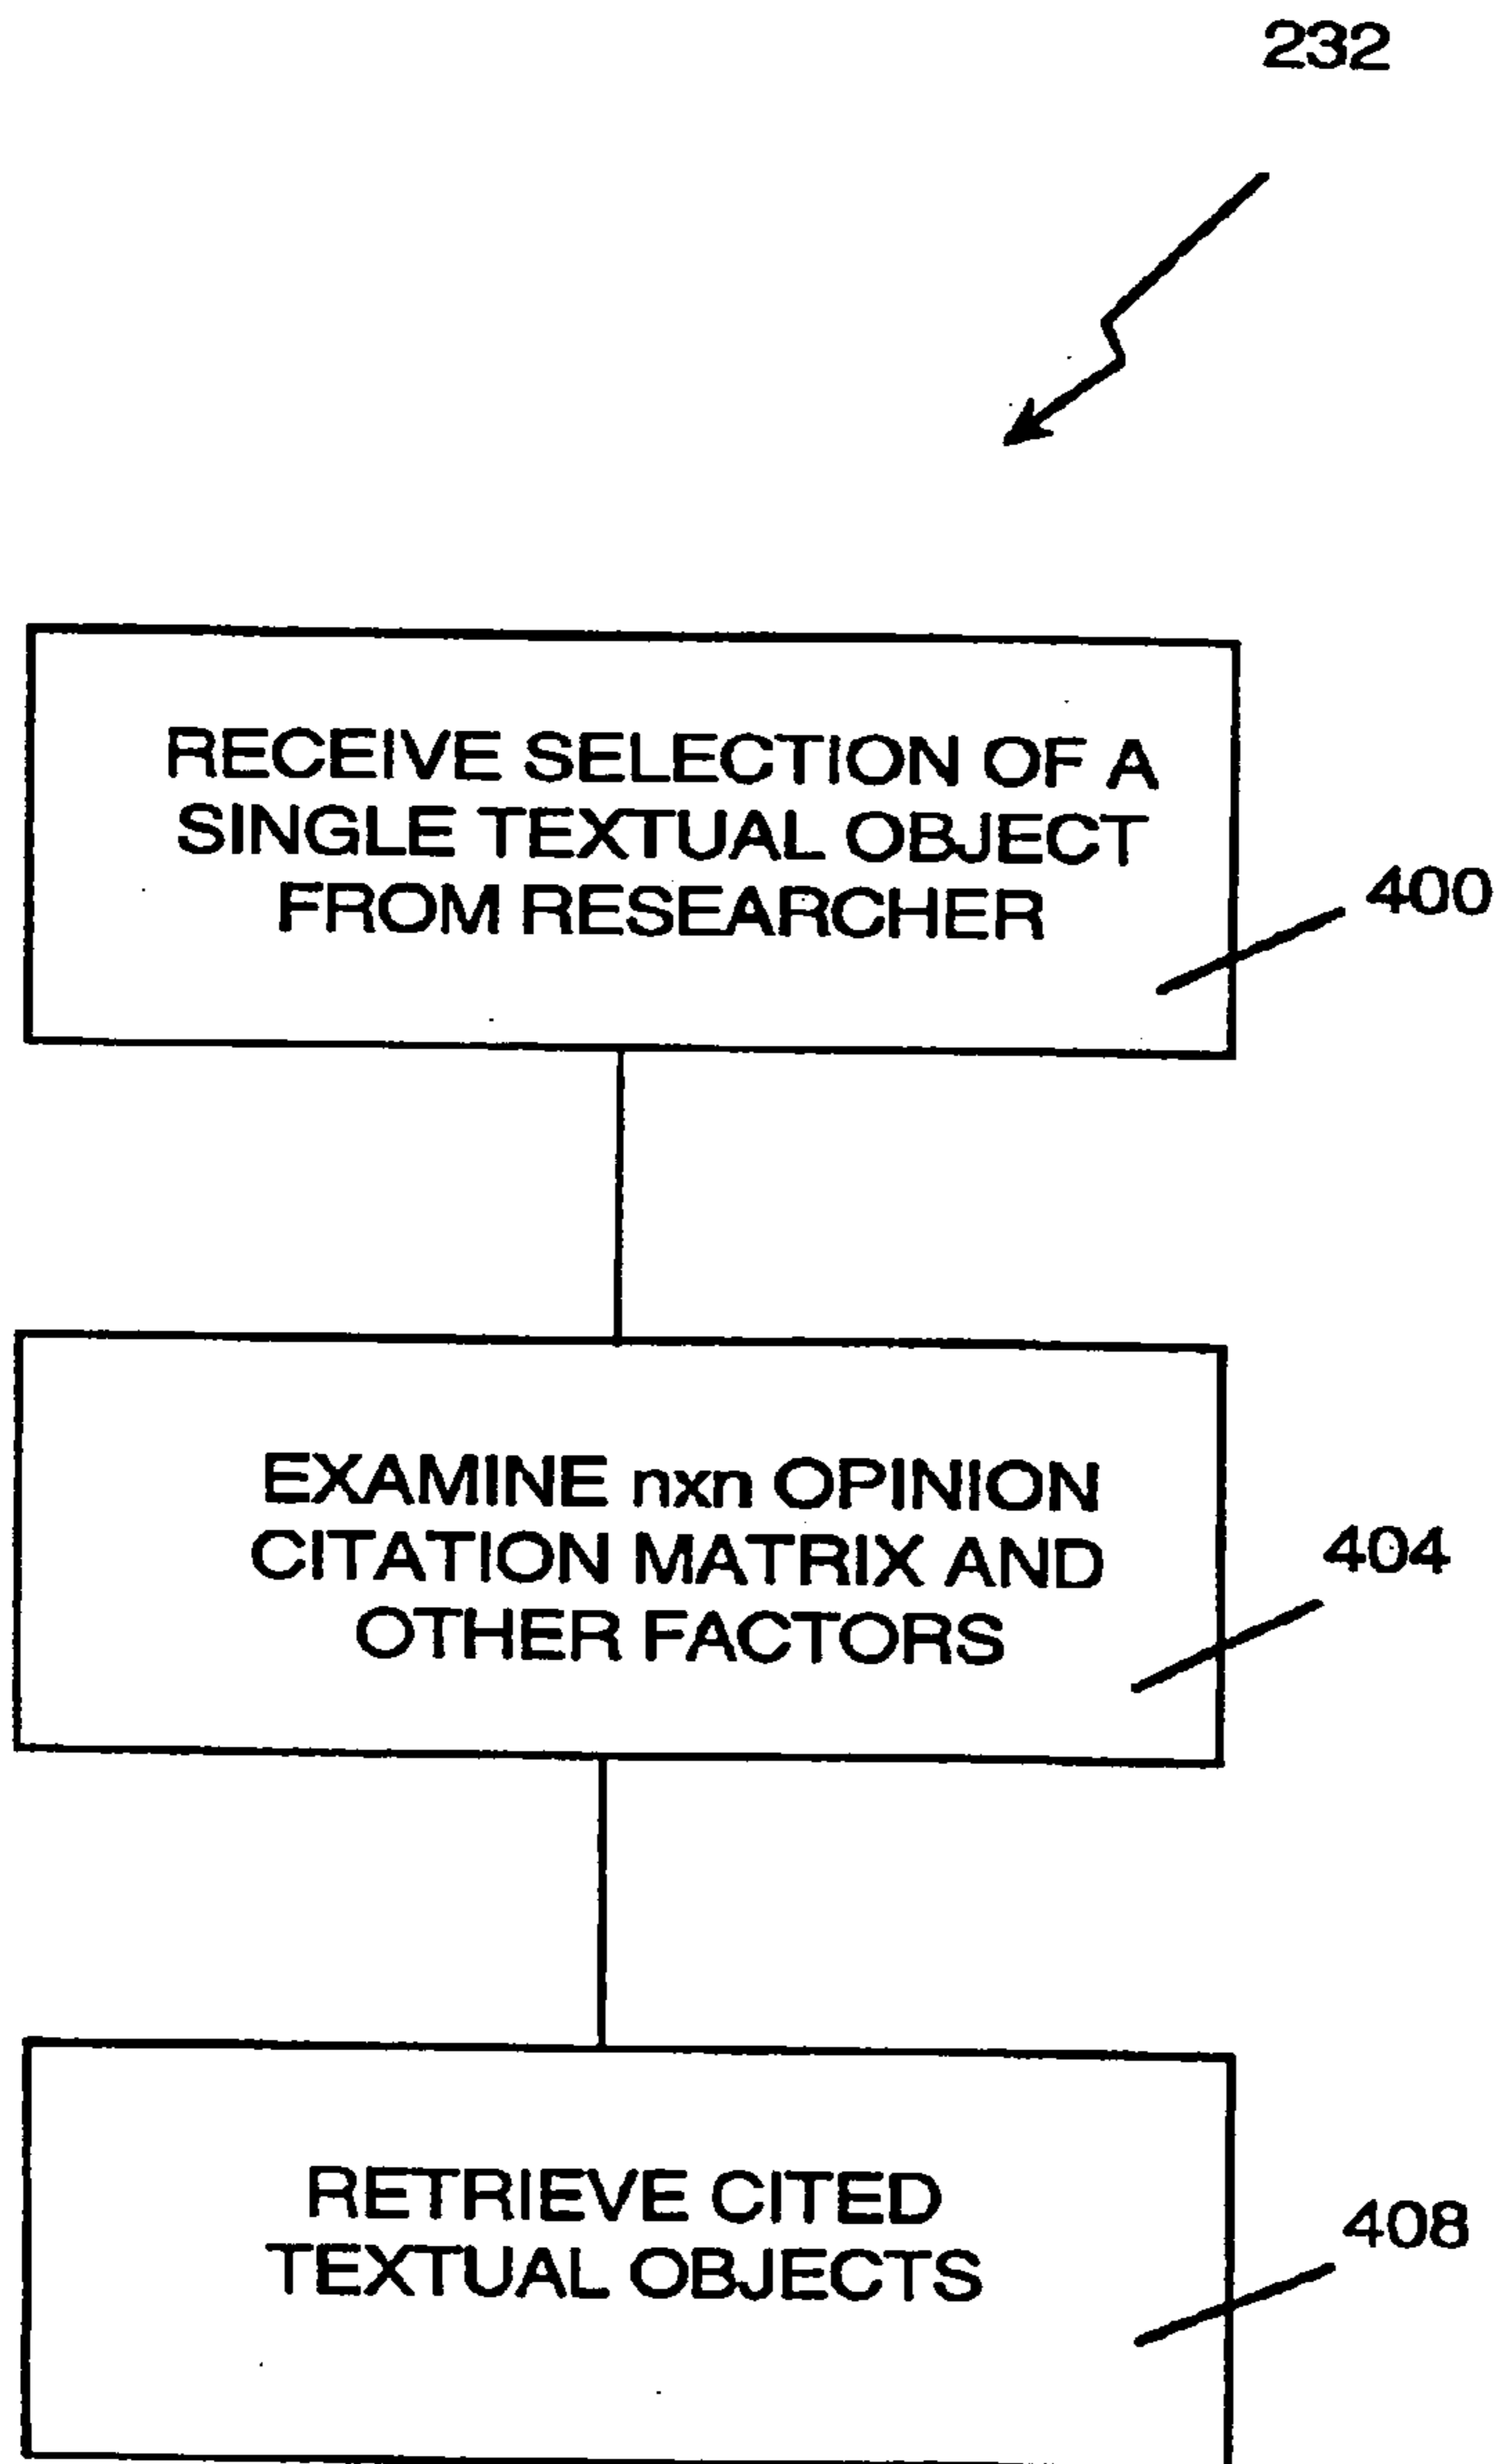 232
RECEIVE SELECTION OF A
SINGLE TEXTUAL OBJECT
FROM RESEARCHER
400
EXAMINE nxn OPINION
CITATION MATRIX AND
OTHER FACTORS
404
RETRIEVE CITED
TEXTUAL OBJECTS
408